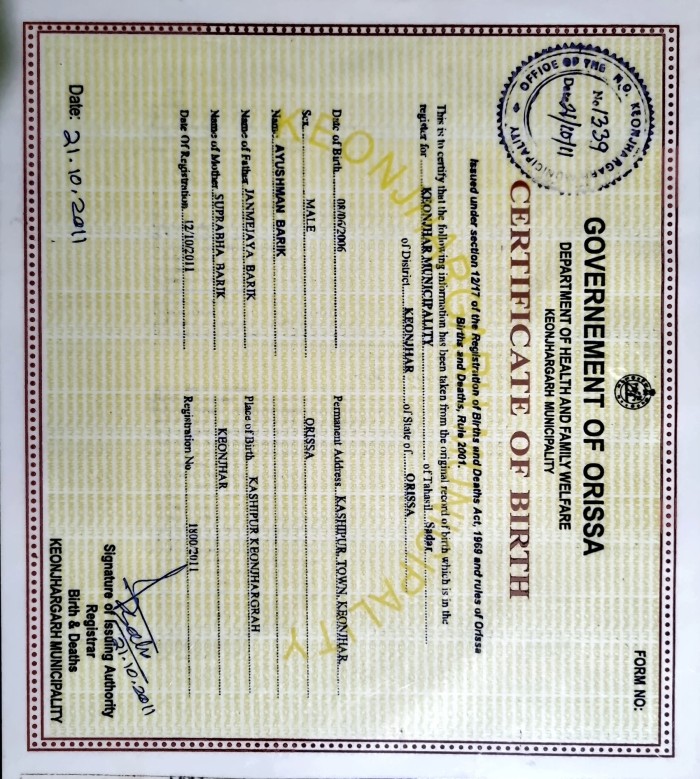 FORM NO:
GOVERNEMENT OF ORISSA
DEPARTMENT OF HEALTH AND FAMILY WELFARE
KEONJHARGARH MUNICIPALITY
OFFICE OF THE H.O. KEONJHARGARH MUNICIPALITY
No 1339
Date 21/10/11
CERTIFICATE OF BIRTH
Issued under section 12/17 of the Registration of Births and Deaths Act, 1969 and rules of Orissa
Births and Deaths, Rule 2001.
This is to certify that the following information has been taken from the original record of birth which is in the
register for KEONJHAR MUNICIPALITY of Tahasil Sadar
of District KEONJHAR of State of ORISSA
Date of Birth 08/06/2006 Permanent Address KASHIPUR, TOWN, KEONJHAR
Sex MALE ORISSA
Name AYUSHMAN BARIK
Name of Father JANMEJAYA BARIK Place of Birth KASHIPUR KEONJHARGRAH
Name of Mother SUPRABHA BARIK KEONJHAR
Date Of Registration 12/10/2011 Registration No 1800/2011
21.10.2011
Signature of Issuing Authority
Date: 21.10.2011
Registrar
Birth & Deaths
KEONJHARGARH MUNICIPALITY